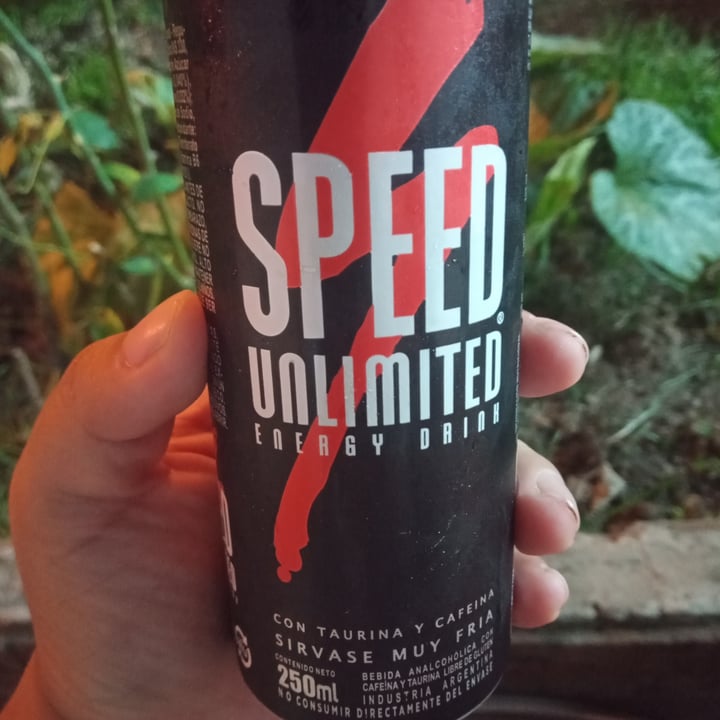 SPEED
UNLIMITED
ENERGY DRINK
CON TAURINA Y CAFEINA
SIRVASE MUY FRIA
CONTENIDO NETO
250ml
BEBIDA ANALCOHOLICA CON
CAFEÍNA Y TAURINA LIBRE DE GLUTEN
INDUSTRIA ARGENTINA
NO CONSUMIR DIRECTAMENTE DEL ENVASE